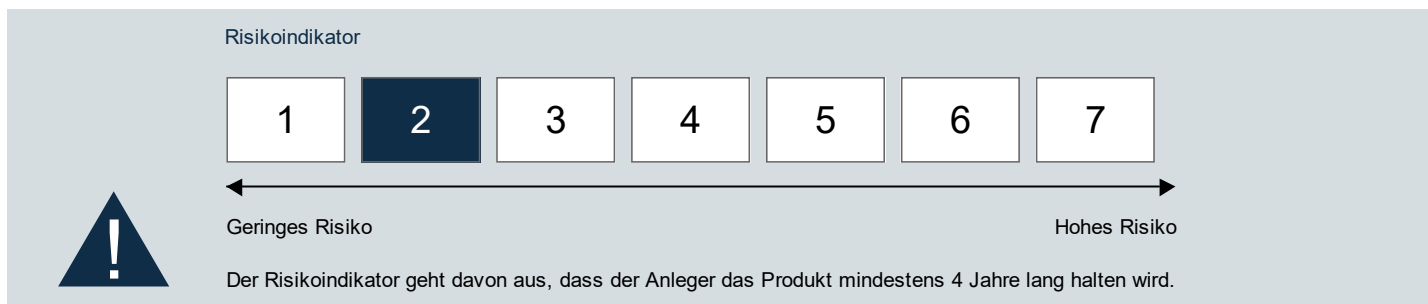 Risikoindikator
1 2 3 4 5 6 7
Geringes Risiko Hohes Risiko
!
Der Risikoindikator geht davon aus, dass der Anleger das Produkt mindestens 4 Jahre lang halten wird.